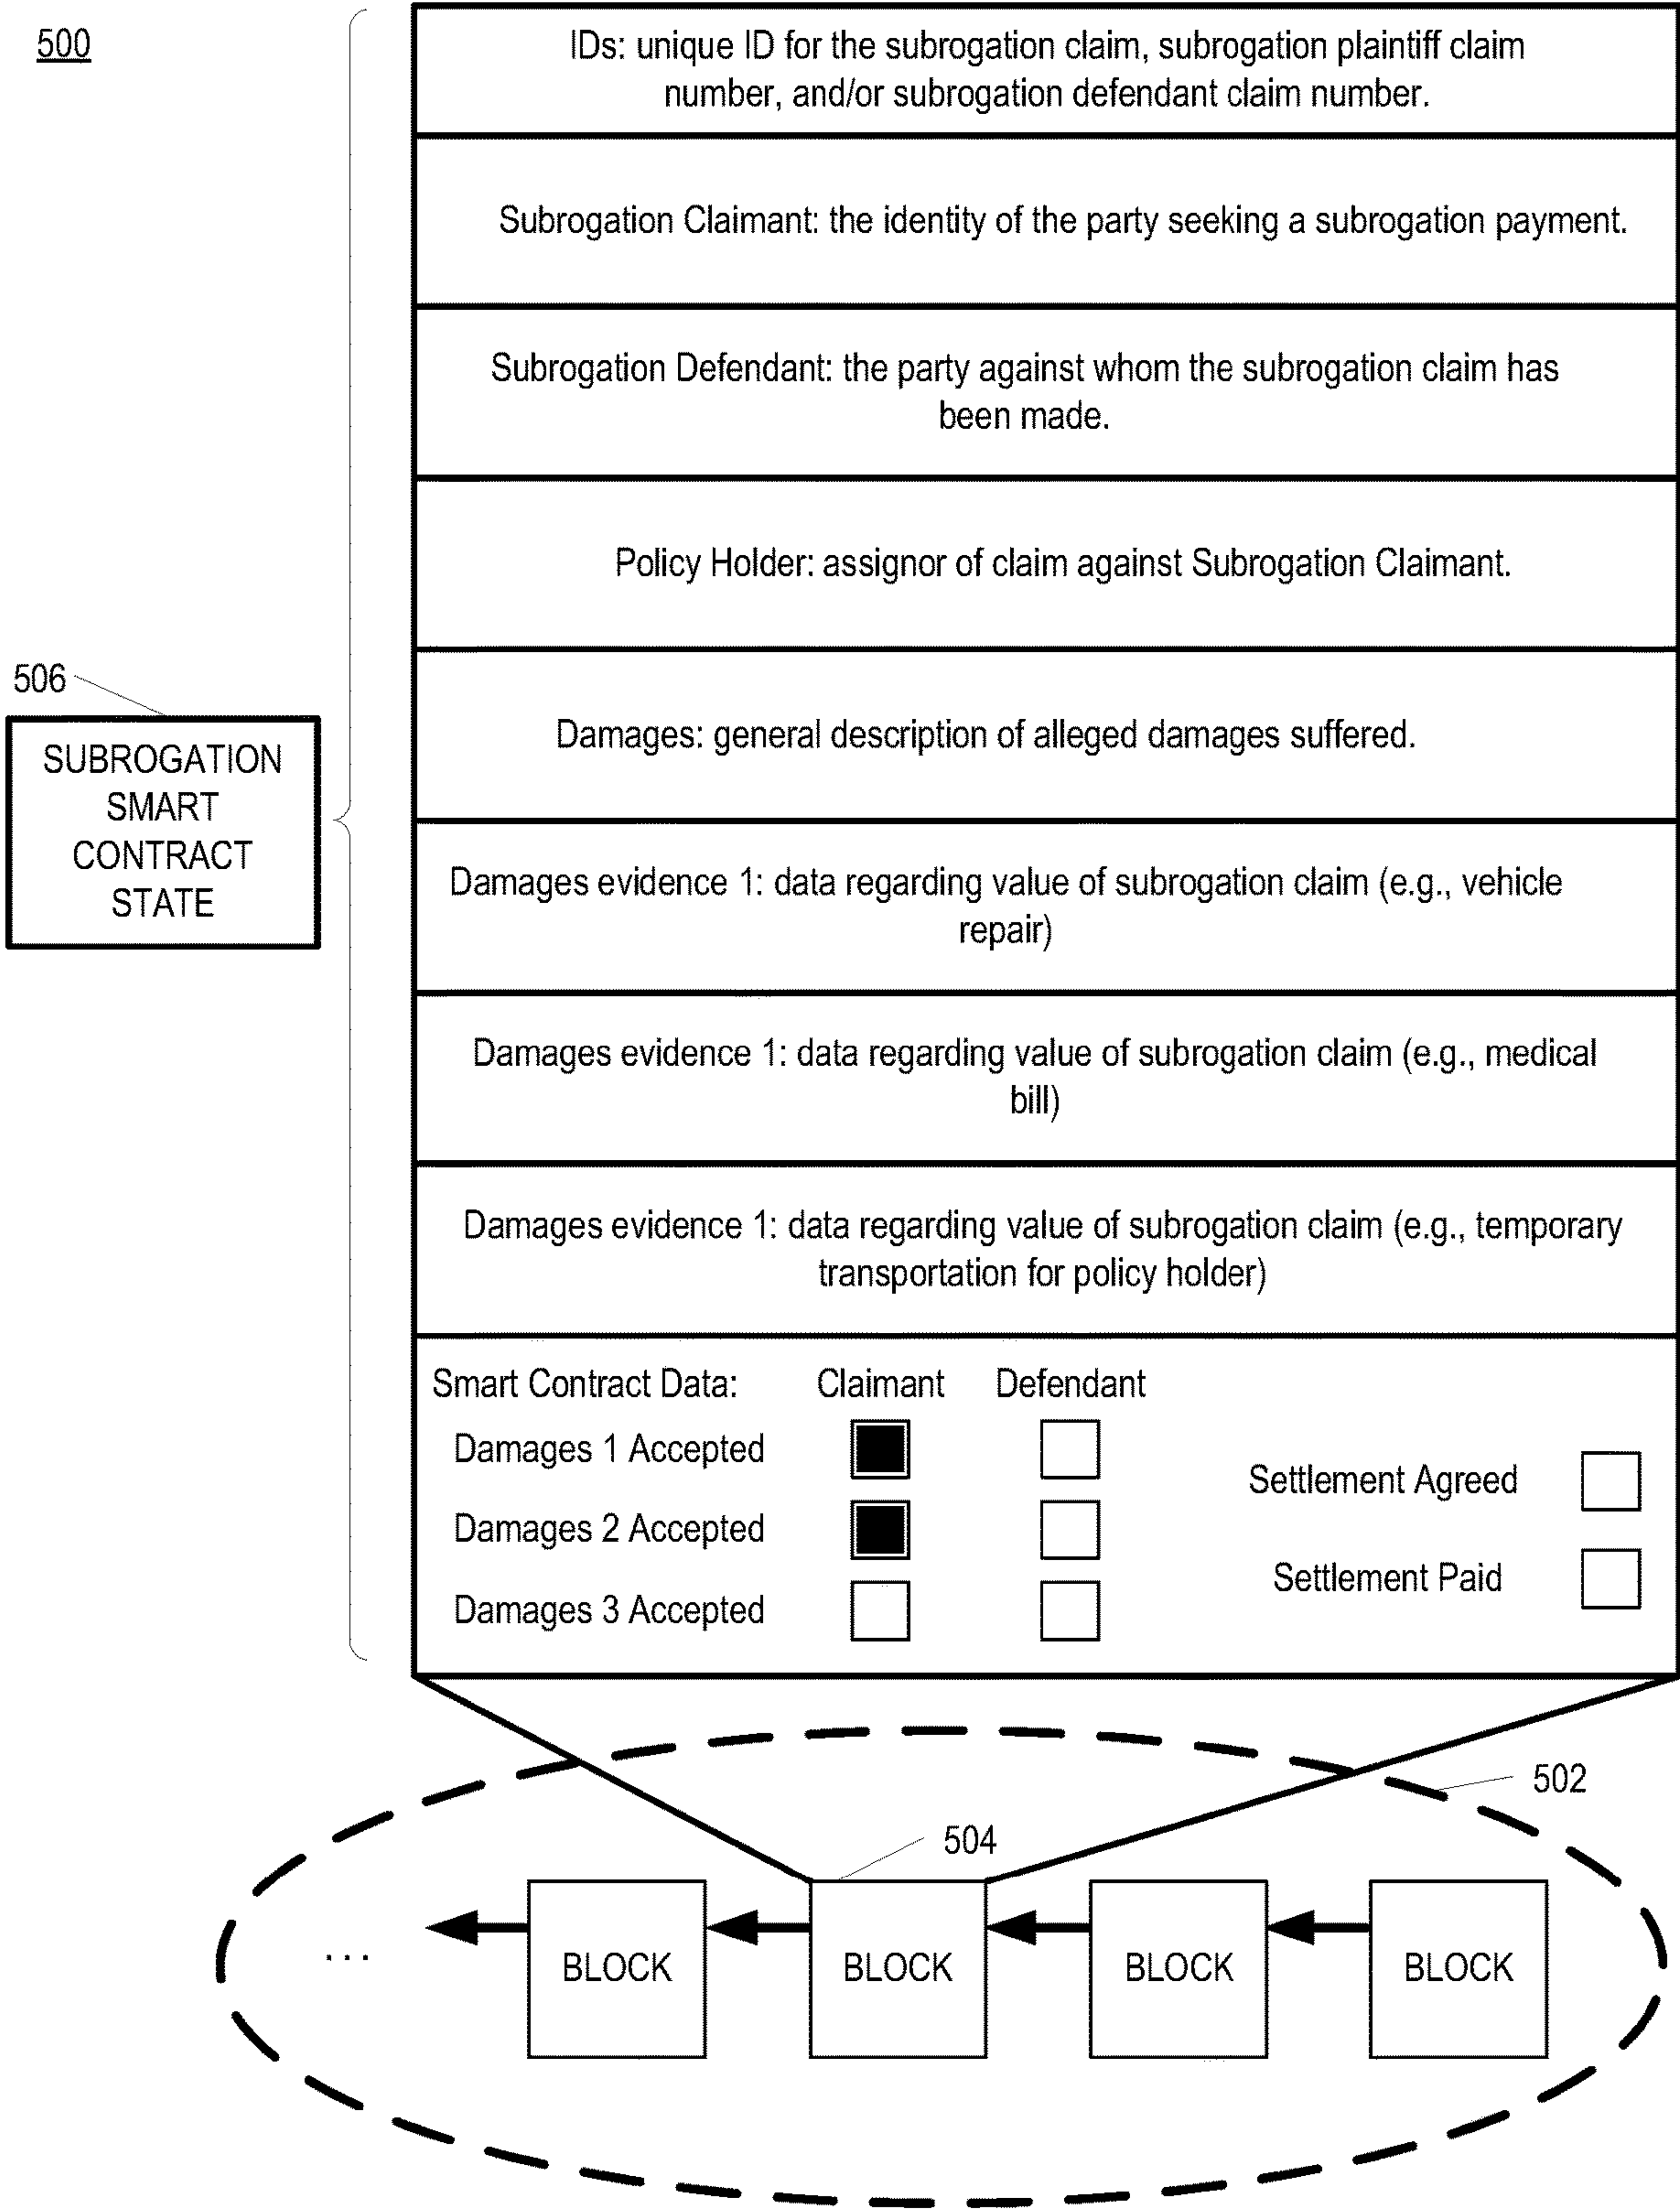 500
IDs: unique ID for the subrogation claim, subrogation plaintiff claim
number, and/or subrogation defendant claim number.
Subrogation Claimant: the identity of the party seeking a subrogation payment.
Subrogation Defendant: the party against whom the subrogation claim has
been made.
Policy Holder: assignor of claim against Subrogation Claimant.
506
SUBROGATION
SMART
CONTRACT
STATE
Damages: general description of alleged damages suffered.
Damages evidence 1: data regarding value of subrogation claim (e.g., vehicle
repair)
Damages evidence 1: data regarding value of subrogation claim (e.g., medical
bill)
Damages evidence 1: data regarding value of subrogation claim (e.g., temporary
transportation for policy holder)
Smart Contract Data: Claimant Defendant
Damages 1 Accepted
Damages 2 Accepted
Damages 3 Accepted
Settlement Agreed
Settlement Paid
502
504
...
BLOCK BLOCK BLOCK BLOCK